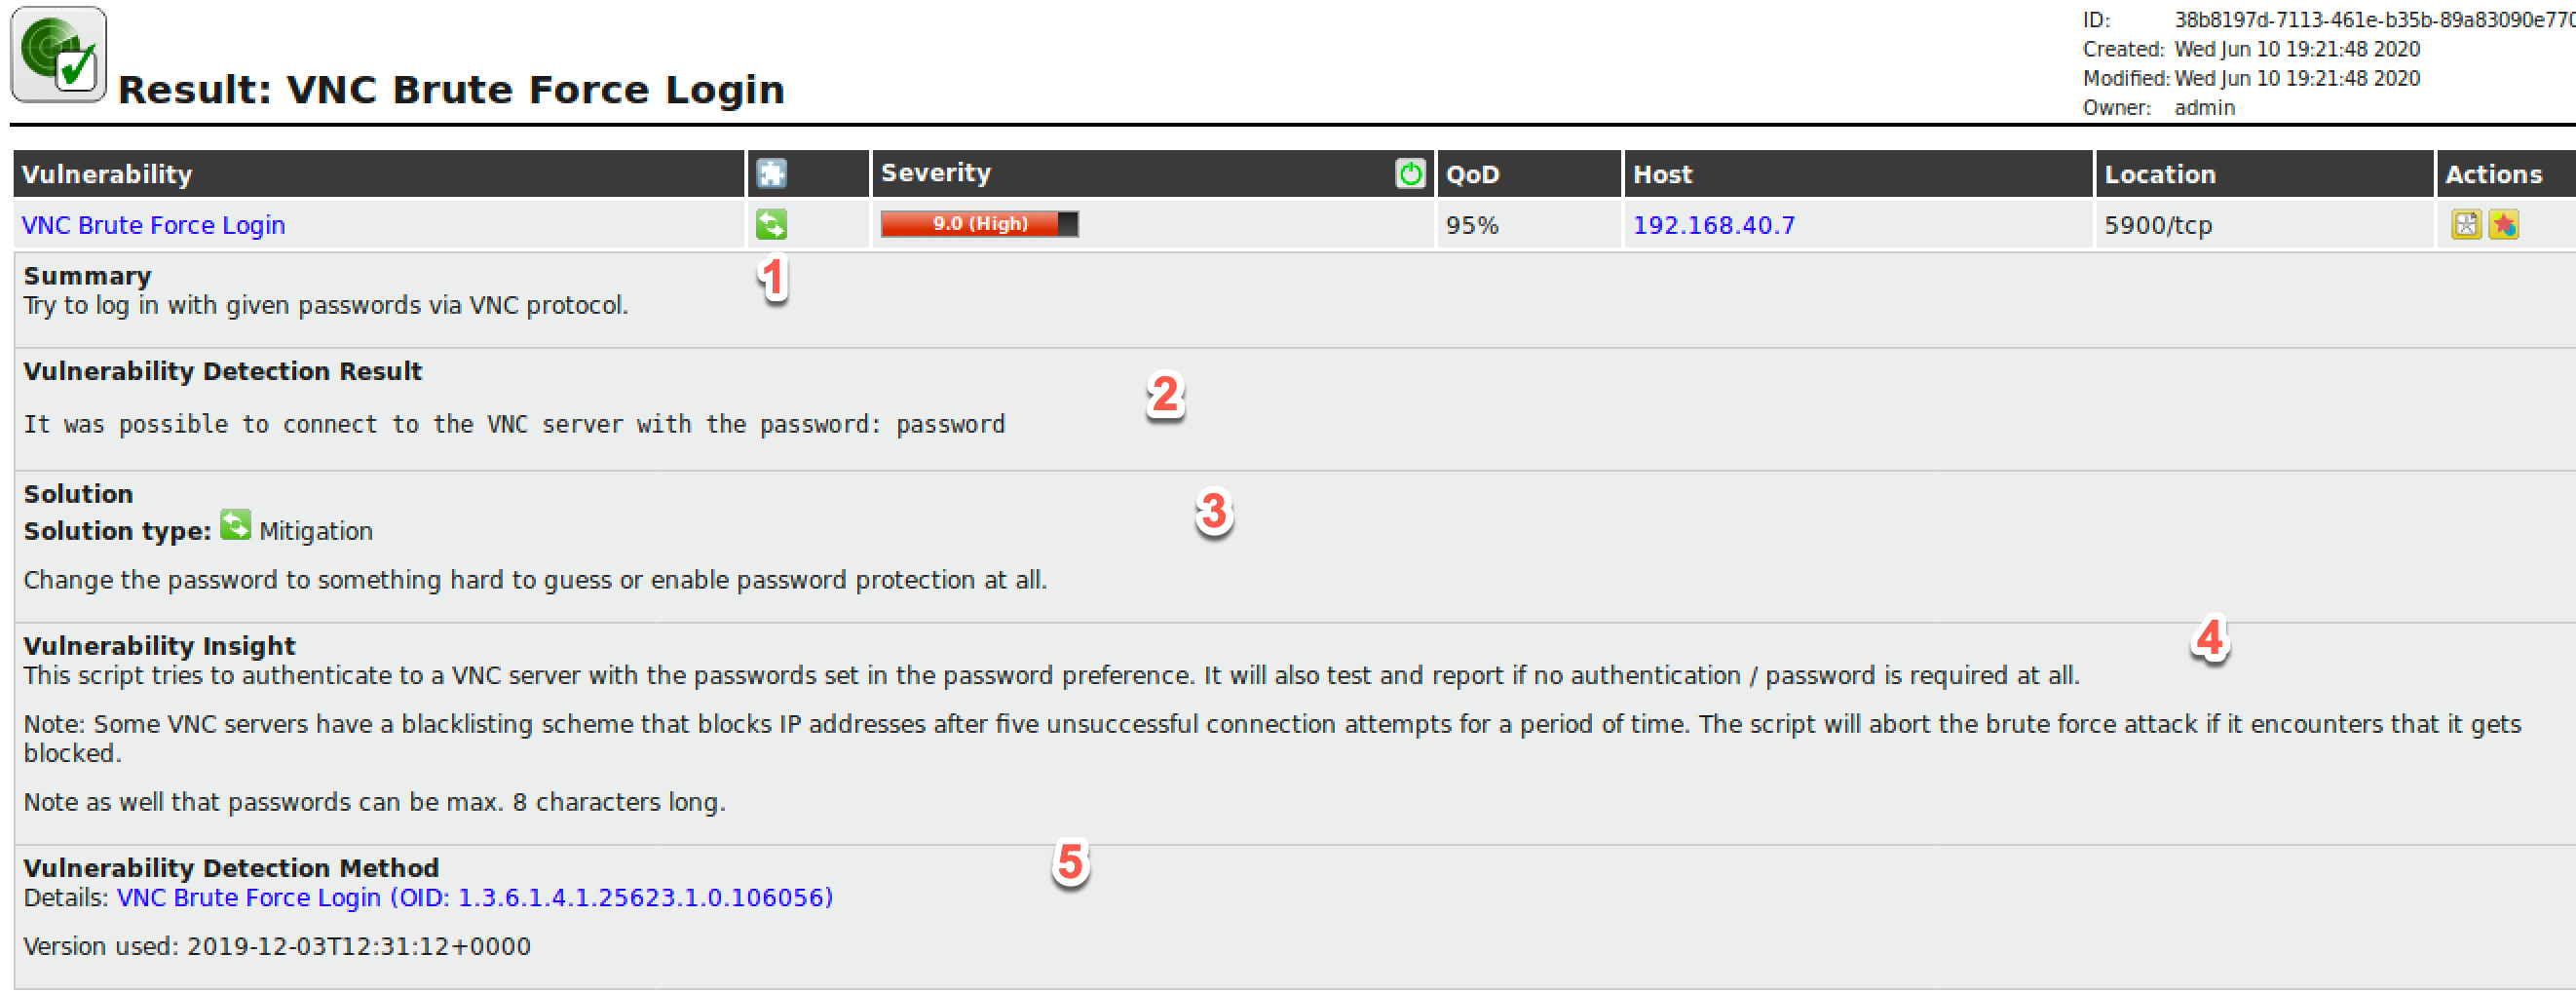 Result: VNC Brute Force Login
ID: 38b8197d-7113-461e-b35b-89a83090e770
Created: Wed Jun 10 19:21:48 2020
Modified: Wed Jun 10 19:21:48 2020
Owner: admin
Vulnerability Severity QoD Host Location Actions
VNC Brute Force Login 9.0 (High) 95% 192.168.40.7 5900/tcp
1
Summary
Try to log in with given passwords via VNC protocol.
2
Vulnerability Detection Result
It was possible to connect to the VNC server with the password: password
3
Solution
Solution type: Mitigation
Change the password to something hard to guess or enable password protection at all.
4
Vulnerability Insight
This script tries to authenticate to a VNC server with the passwords set in the password preference. It will also test and report if no authentication / password is required at all.
Note: Some VNC servers have a blacklisting scheme that blocks IP addresses after five unsuccessful connection attempts for a period of time. The script will abort the brute force attack if it encounters that it gets
blocked.
Note as well that passwords can be max. 8 characters long.
5
Vulnerability Detection Method
Details: VNC Brute Force Login (OID: 1.3.6.1.4.1.25623.1.0.106056)
Version used: 2019-12-03T12:31:12+0000